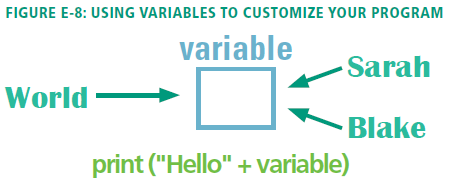 FIGURE E-8: USING VARIABLES TO CUSTOMIZE YOUR PROGRAM
variable
World
Sarah
Blake
print ("Hello" + variable)